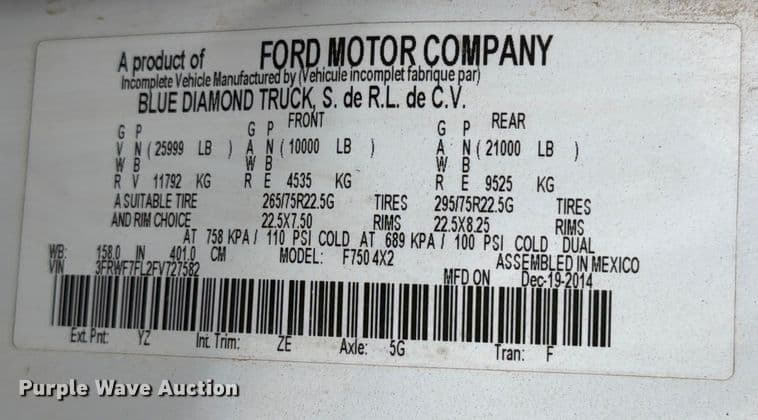 A product of FORD MOTOR COMPANY
Incomplete Vehicle Manufactured by (Vehicule incomplet fabrique par)
BLUE DIAMOND TRUCK, S. de R.L. de C.V.
G P G P FRONT G P REAR
V N ( 25999 LB ) A N ( 10000 LB ) A N ( 21000 LB )
W B W B W B
R V 11792 KG R E 4535 KG R E 9525 KG
A SUITABLE TIRE 265/75R22.5G TIRES 295/75R22.5G TIRES
AND RIM CHOICE 22.5X7.50 RIMS 22.5X8.25 RIMS
AT 758 KPA / 110 PSI COLD AT 689 KPA / 100 PSI COLD DUAL
WB: 158.0 IN 401.0 CM MODEL: F750 4X2 ASSEMBLED IN MEXICO
VIN 3FRWF7FL2FV727582 MFD ON Dec-19-2014
Ext. Pnt: YZ Int. Trim: ZE Axle: 5G Tran: F
Purple Wave Auction